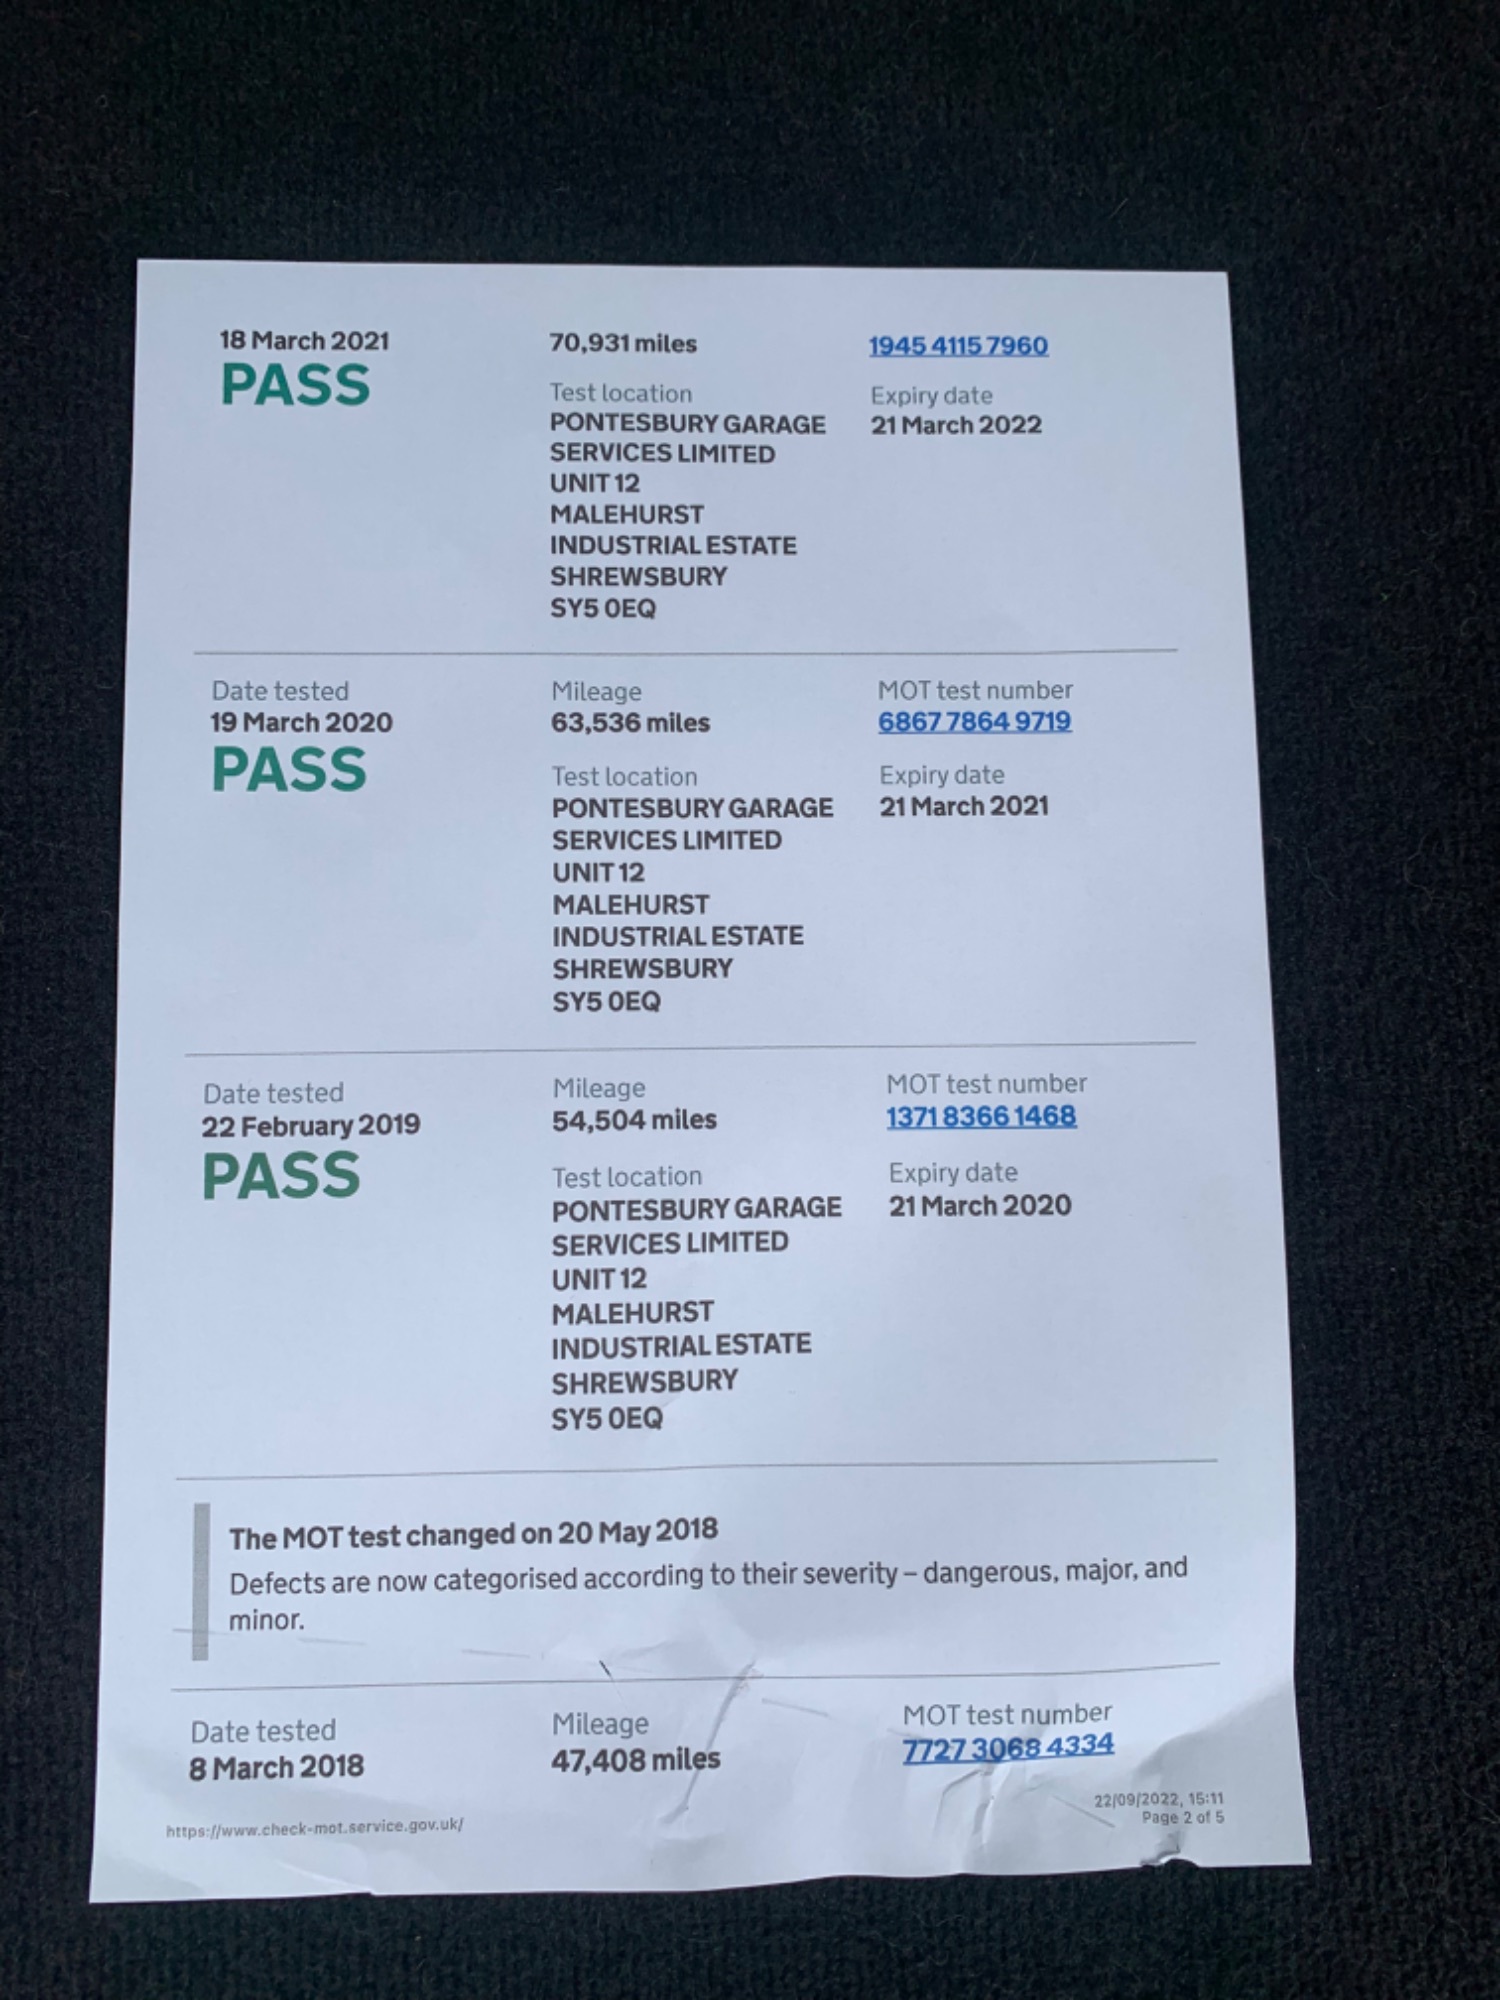 18 March 2021
PASS
70,931 miles
Test location
PONTESBURY GARAGE
SERVICES LIMITED
UNIT 12
MALEHURST
INDUSTRIAL ESTATE
SHREWSBURY
SY5 0EQ
1945 4115 7960
Expiry date
21 March 2022
Date tested
19 March 2020
PASS
Mileage
63,536 miles
Test location
PONTESBURY GARAGE
SERVICES LIMITED
UNIT 12
MALEHURST
INDUSTRIAL ESTATE
SHREWSBURY
SY5 0EQ
MOT test number
6867 7864 9719
Expiry date
21 March 2021
Date tested
22 February 2019
PASS
Mileage
54,504 miles
Test location
PONTESBURY GARAGE
SERVICES LIMITED
UNIT 12
MALEHURST
INDUSTRIAL ESTATE
SHREWSBURY
SY5 0EQ
MOT test number
1371 8366 1468
Expiry date
21 March 2020
The MOT test changed on 20 May 2018
Defects are now categorised according to their severity – dangerous, major, and
minor.
Date tested
8 March 2018
Mileage
47,408 miles
MOT test number
7727 3068 4334
https://www.check-mot.service.gov.uk/
22/09/2022, 15:11
Page 2 of 5